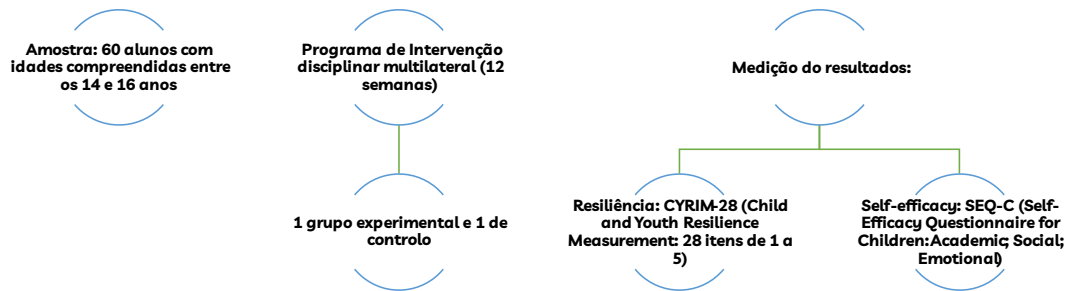 Amostra: 60 alunos com
idades compreendidas entre
os 14 e 16 anos
Programa de Intervenção
disciplinar multilateral (12
semanas)
Medição do resultados:
1 grupo experimental e 1 de
controlo
Resiliência: CYRIM-28 (Child
and Youth Resilience
Measurement: 28 itens de 1 a
5)
Self-efficacy: SEQ-C (Self-
Efficacy Questionnaire for
Children:Academic; Social;
Emotional)